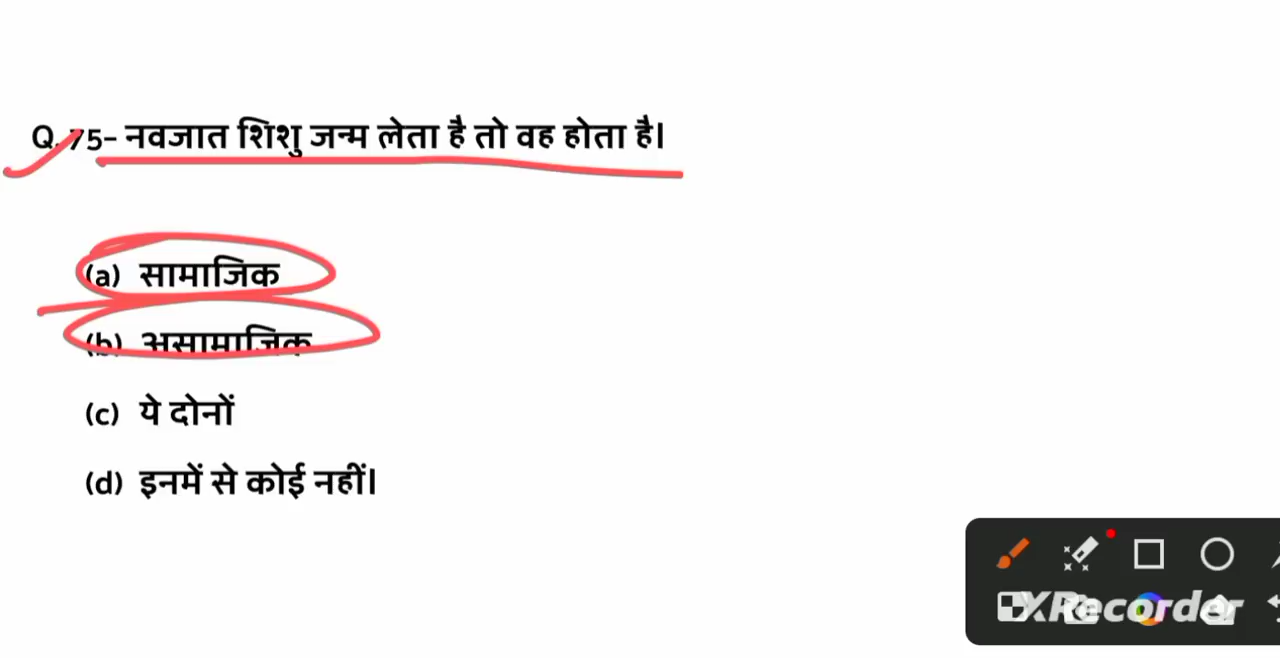 Q. 75- नवजात शिशु जन्म लेता है तो वह होता है।
(a) सामाजिक
(b) असामाजिक
(c) ये दोनों
(d) इनमें से कोई नहीं।
XRecorder